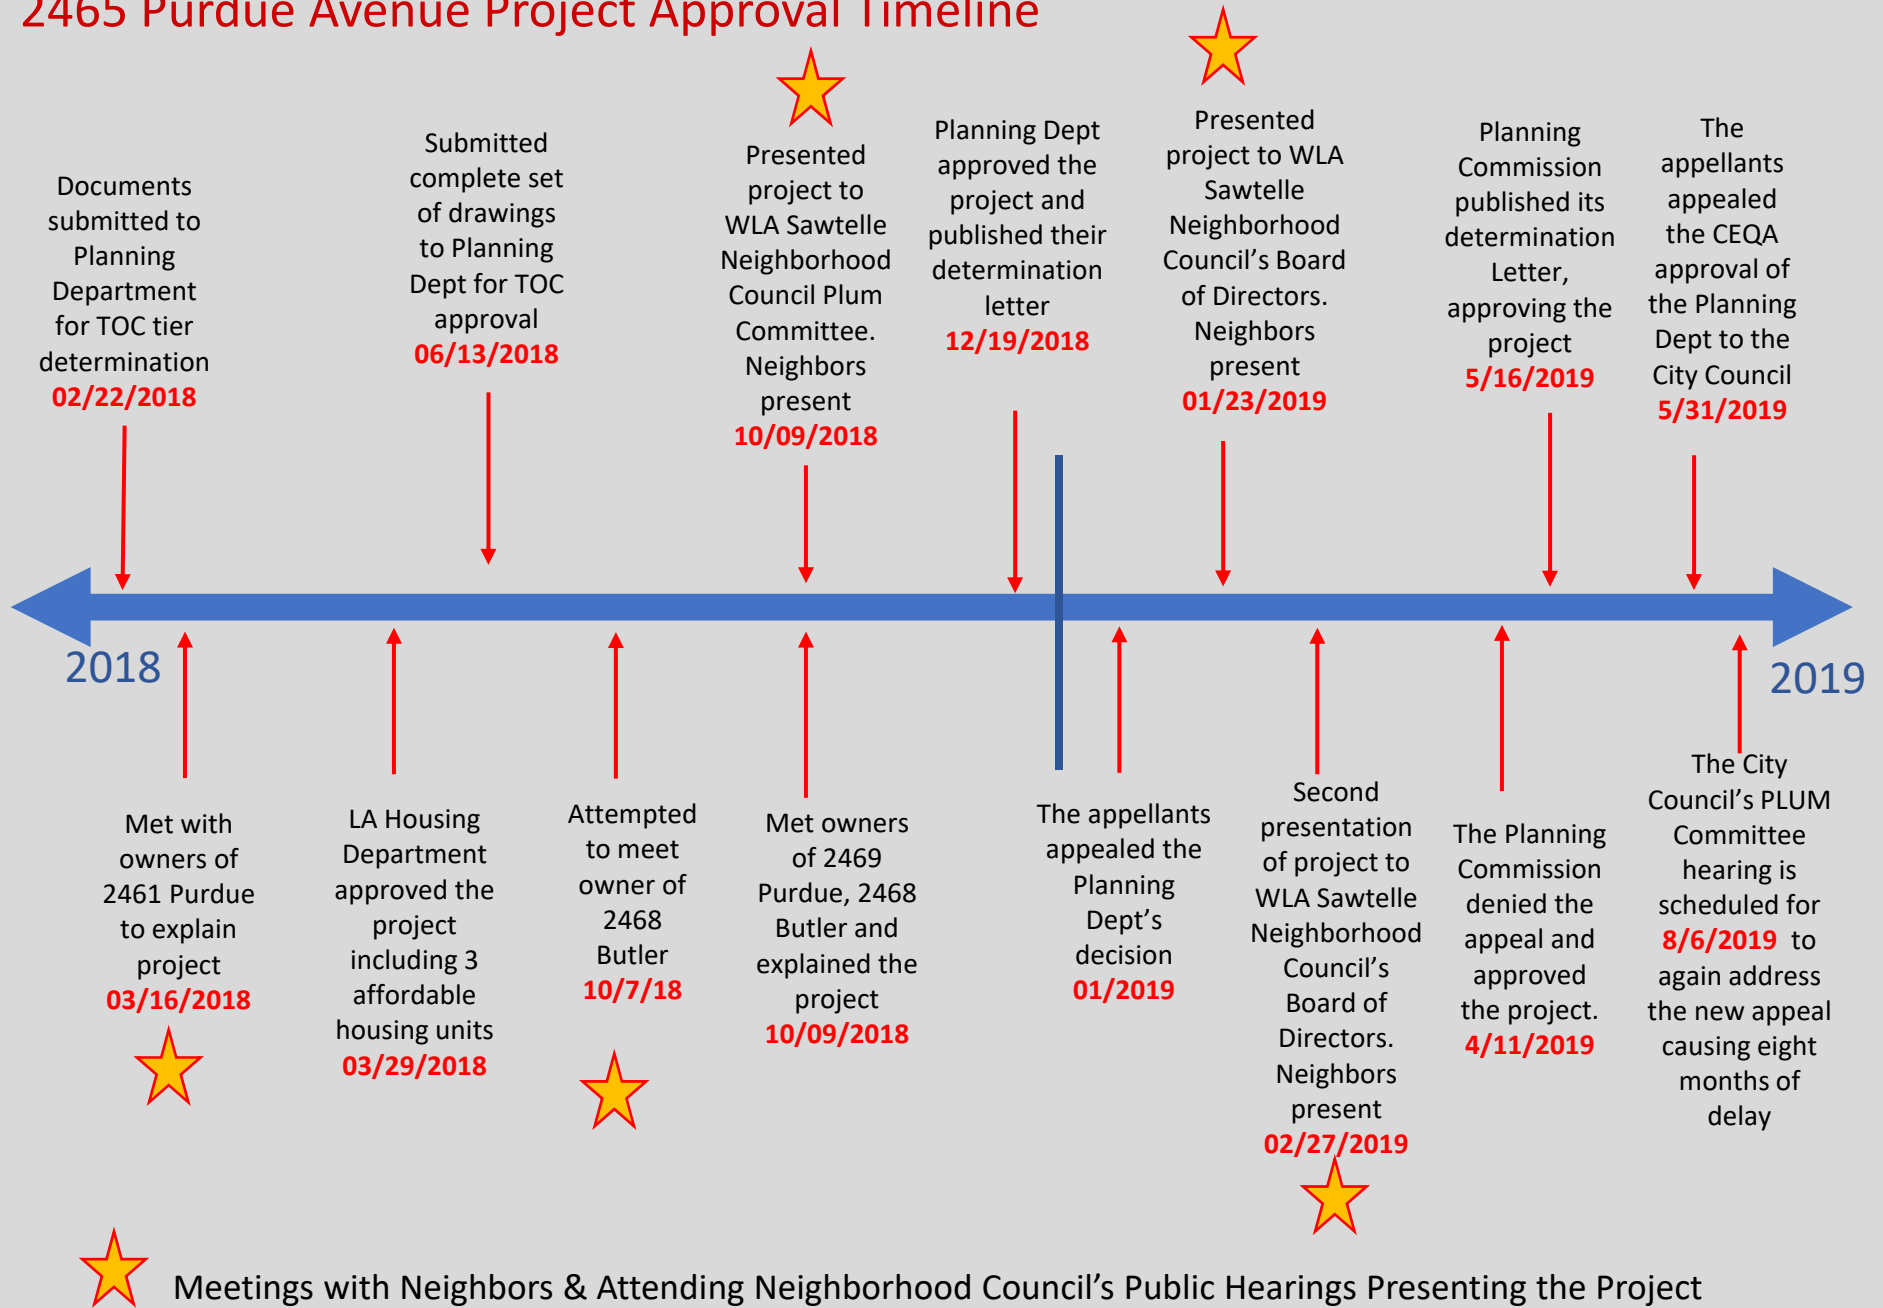 2465 Purdue Avenue Project Approval Timeline
Documents
submitted to
Planning
Department
for TOC tier
determination
02/22/2018
Submitted
complete set
of drawings
to Planning
Dept for TOC
approval
06/13/2018
Presented
project to
WLA Sawtelle
Neighborhood
Council Plum
Committee.
Neighbors
present
10/09/2018
Planning Dept
approved the
project and
published their
determination
letter
12/19/2018
Presented
project to WLA
Sawtelle
Neighborhood
Council’s Board
of Directors.
Neighbors
present
01/23/2019
Planning
Commission
published its
determination
Letter,
approving the
project
5/16/2019
The
appellants
appealed
the CEQA
approval of
the Planning
Dept to the
City Council
5/31/2019
2018
2019
Met with
owners of
2461 Purdue
to explain
project
03/16/2018
LA Housing
Department
approved the
project
including 3
affordable
housing units
03/29/2018
Attempted
to meet
owner of
2468
Butler
10/7/18
Met owners
of 2469
Purdue, 2468
Butler and
explained the
project
10/09/2018
The appellants
appealed the
Planning
Dept’s
decision
01/2019
Second
presentation
of project to
WLA Sawtelle
Neighborhood
Council’s
Board of
Directors.
Neighbors
present
02/27/2019
The Planning
Commission
denied the
appeal and
approved
the project.
4/11/2019
The City
Council’s PLUM
Committee
hearing is
scheduled for
8/6/2019 to
again address
the new appeal
causing eight
months of
delay
Meetings with Neighbors & Attending Neighborhood Council’s Public Hearings Presenting the Project